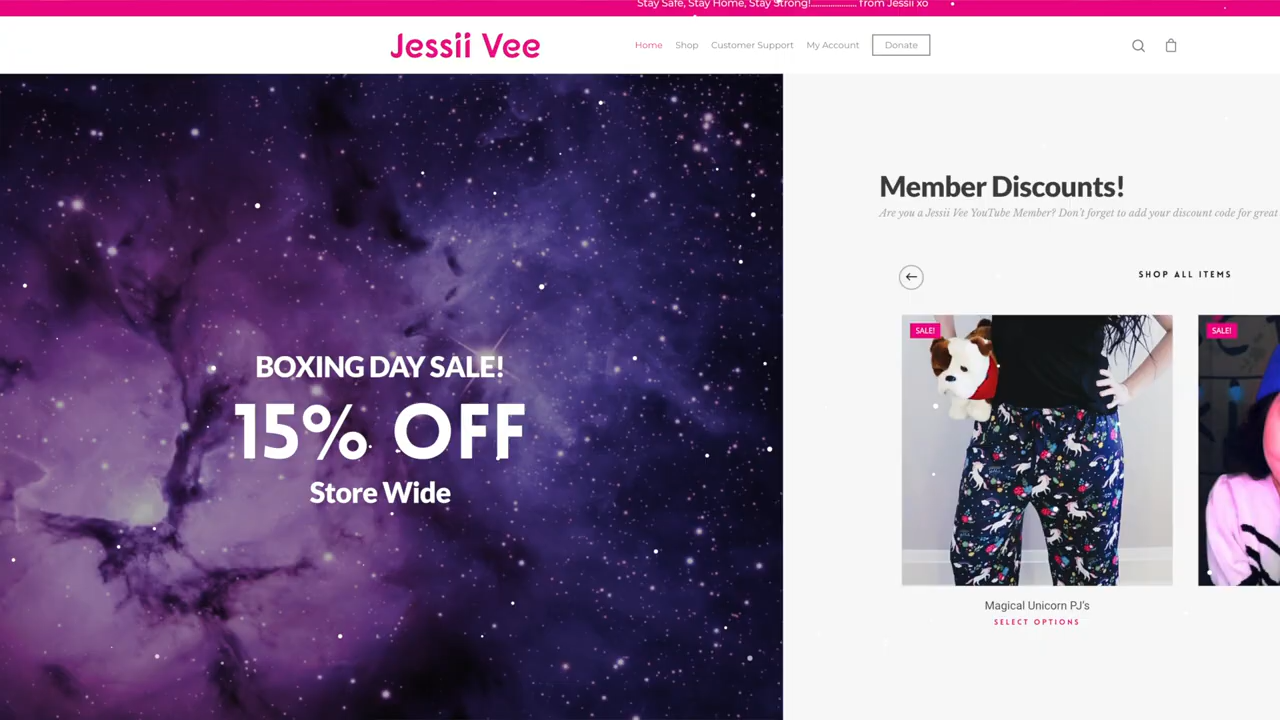 Stay Safe, Stay Home, Stay Strong!..................... from Jessii xo
Jessii Vee
Home
Shop
Customer Support
My Account
Donate
Member Discounts!
Are you a Jessii Vee YouTube Member? Don't forget to add your discount code for great
SHOP ALL ITEMS
SALE!
SALE!
BOXING DAY SALE!
15% OFF
Store Wide
Magical Unicorn PJ's
SELECT OPTIONS